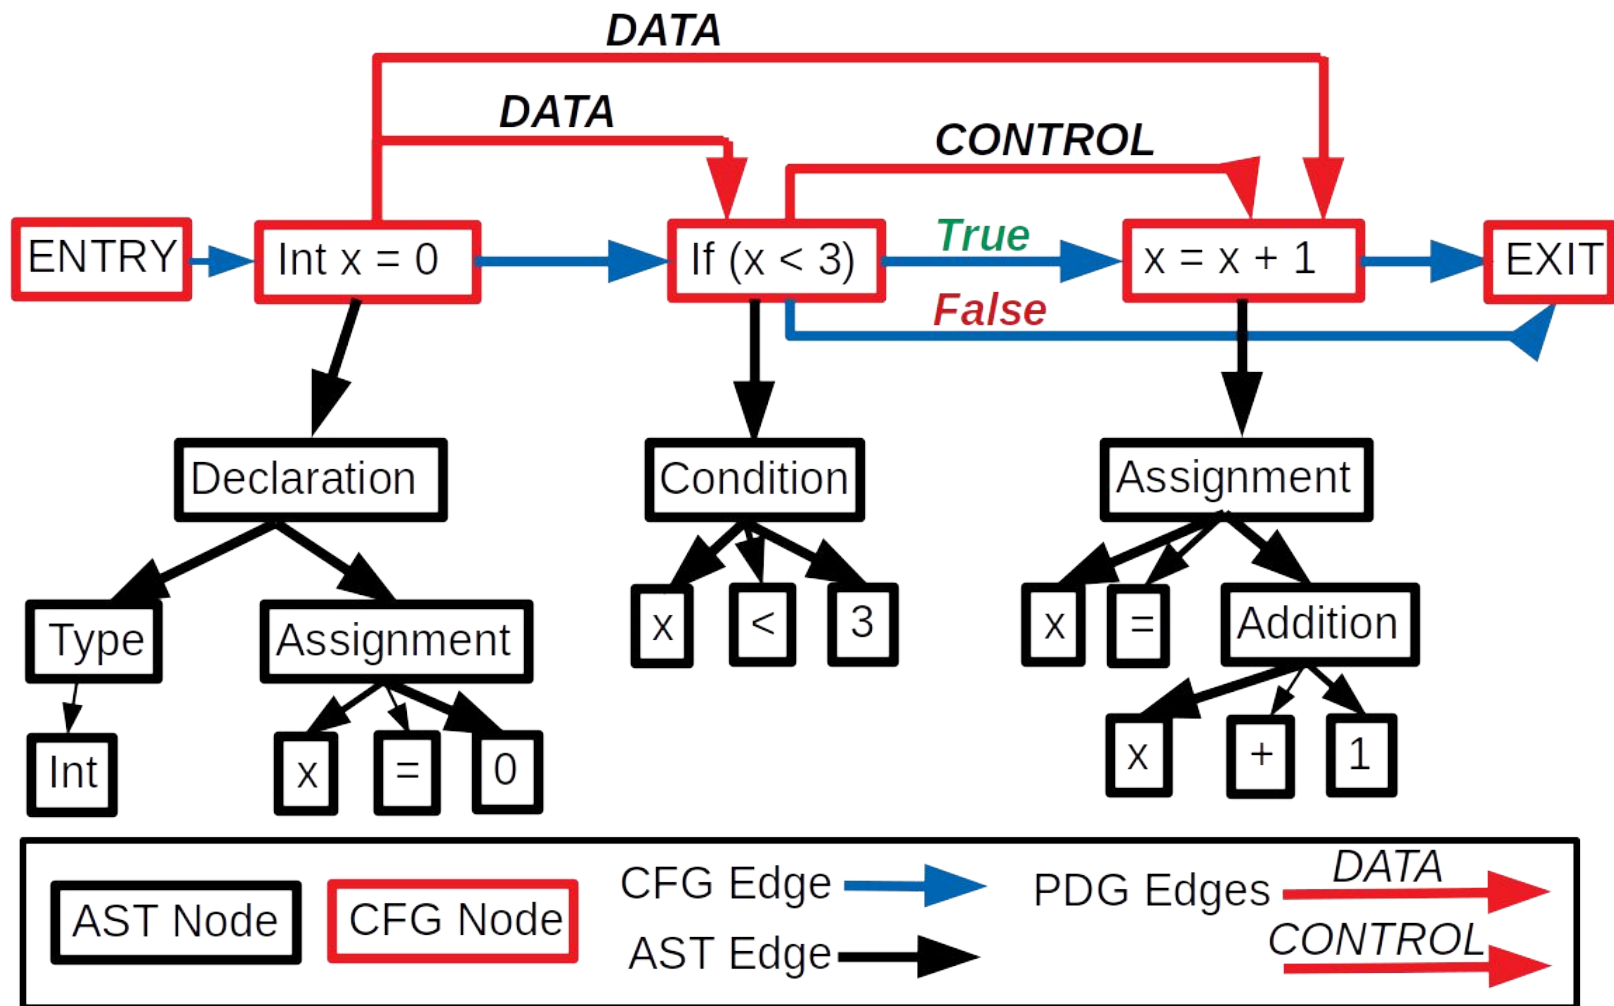 DATA
DATA
CONTROL
ENTRY
Int x = 0
If (x < 3)
True
x = x + 1
EXIT
False
Declaration
Condition
Assignment
Type
Assignment
x
<
3
x
=
Addition
Int
x
=
0
x
+
1
AST Node
CFG Node
CFG Edge
AST Edge
PDG Edges
DATA
CONTROL